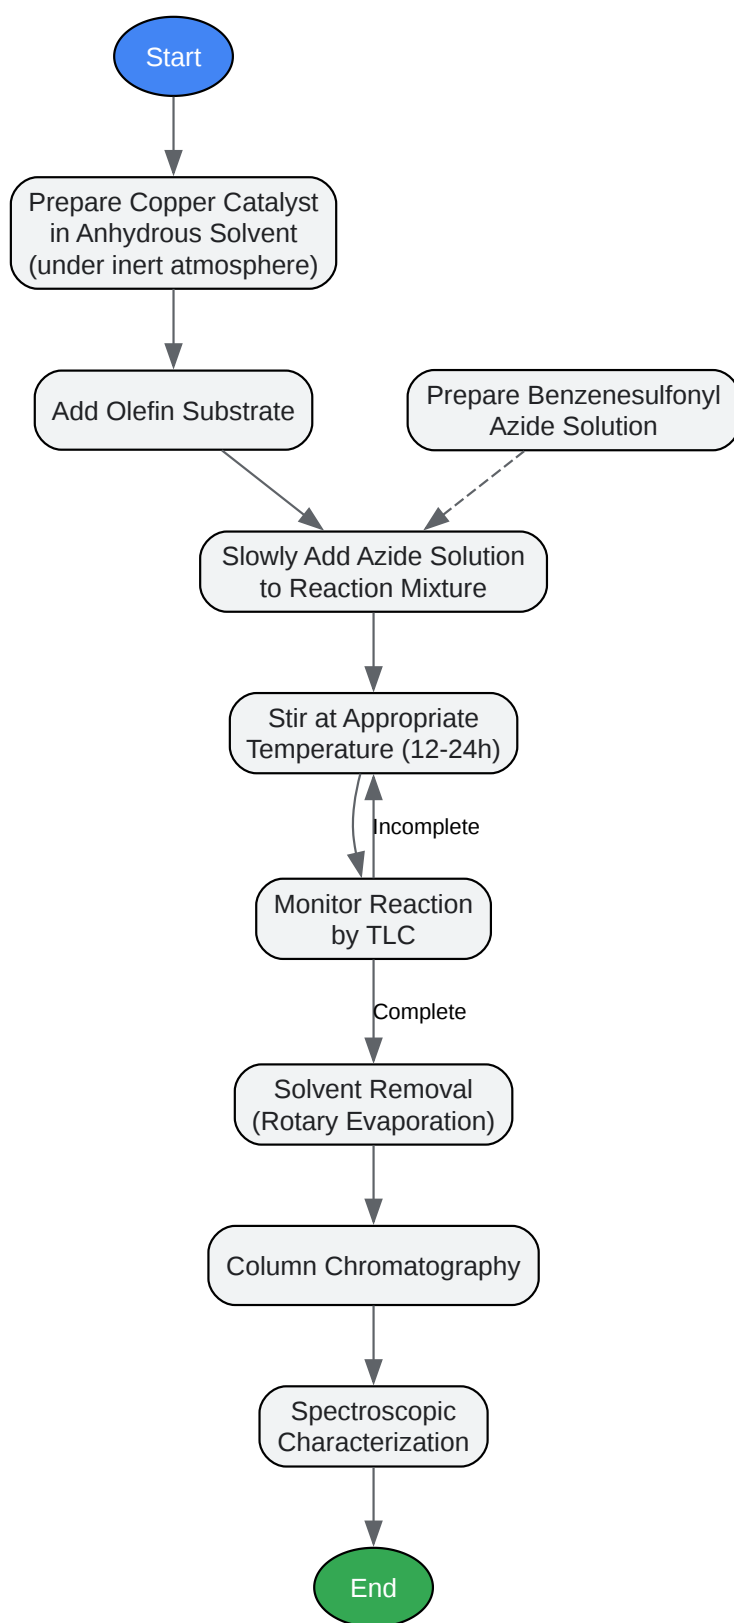 Start
Prepare Copper Catalyst
in Anhydrous Solvent
(under inert atmosphere)
Add Olefin Substrate
Prepare Benzenesulfonyl
Azide Solution
Slowly Add Azide Solution
to Reaction Mixture
Stir at Appropriate
Temperature (12-24h)
Incomplete
Monitor Reaction
by TLC
Complete
Solvent Removal
(Rotary Evaporation)
Column Chromatography
Spectroscopic
Characterization
End